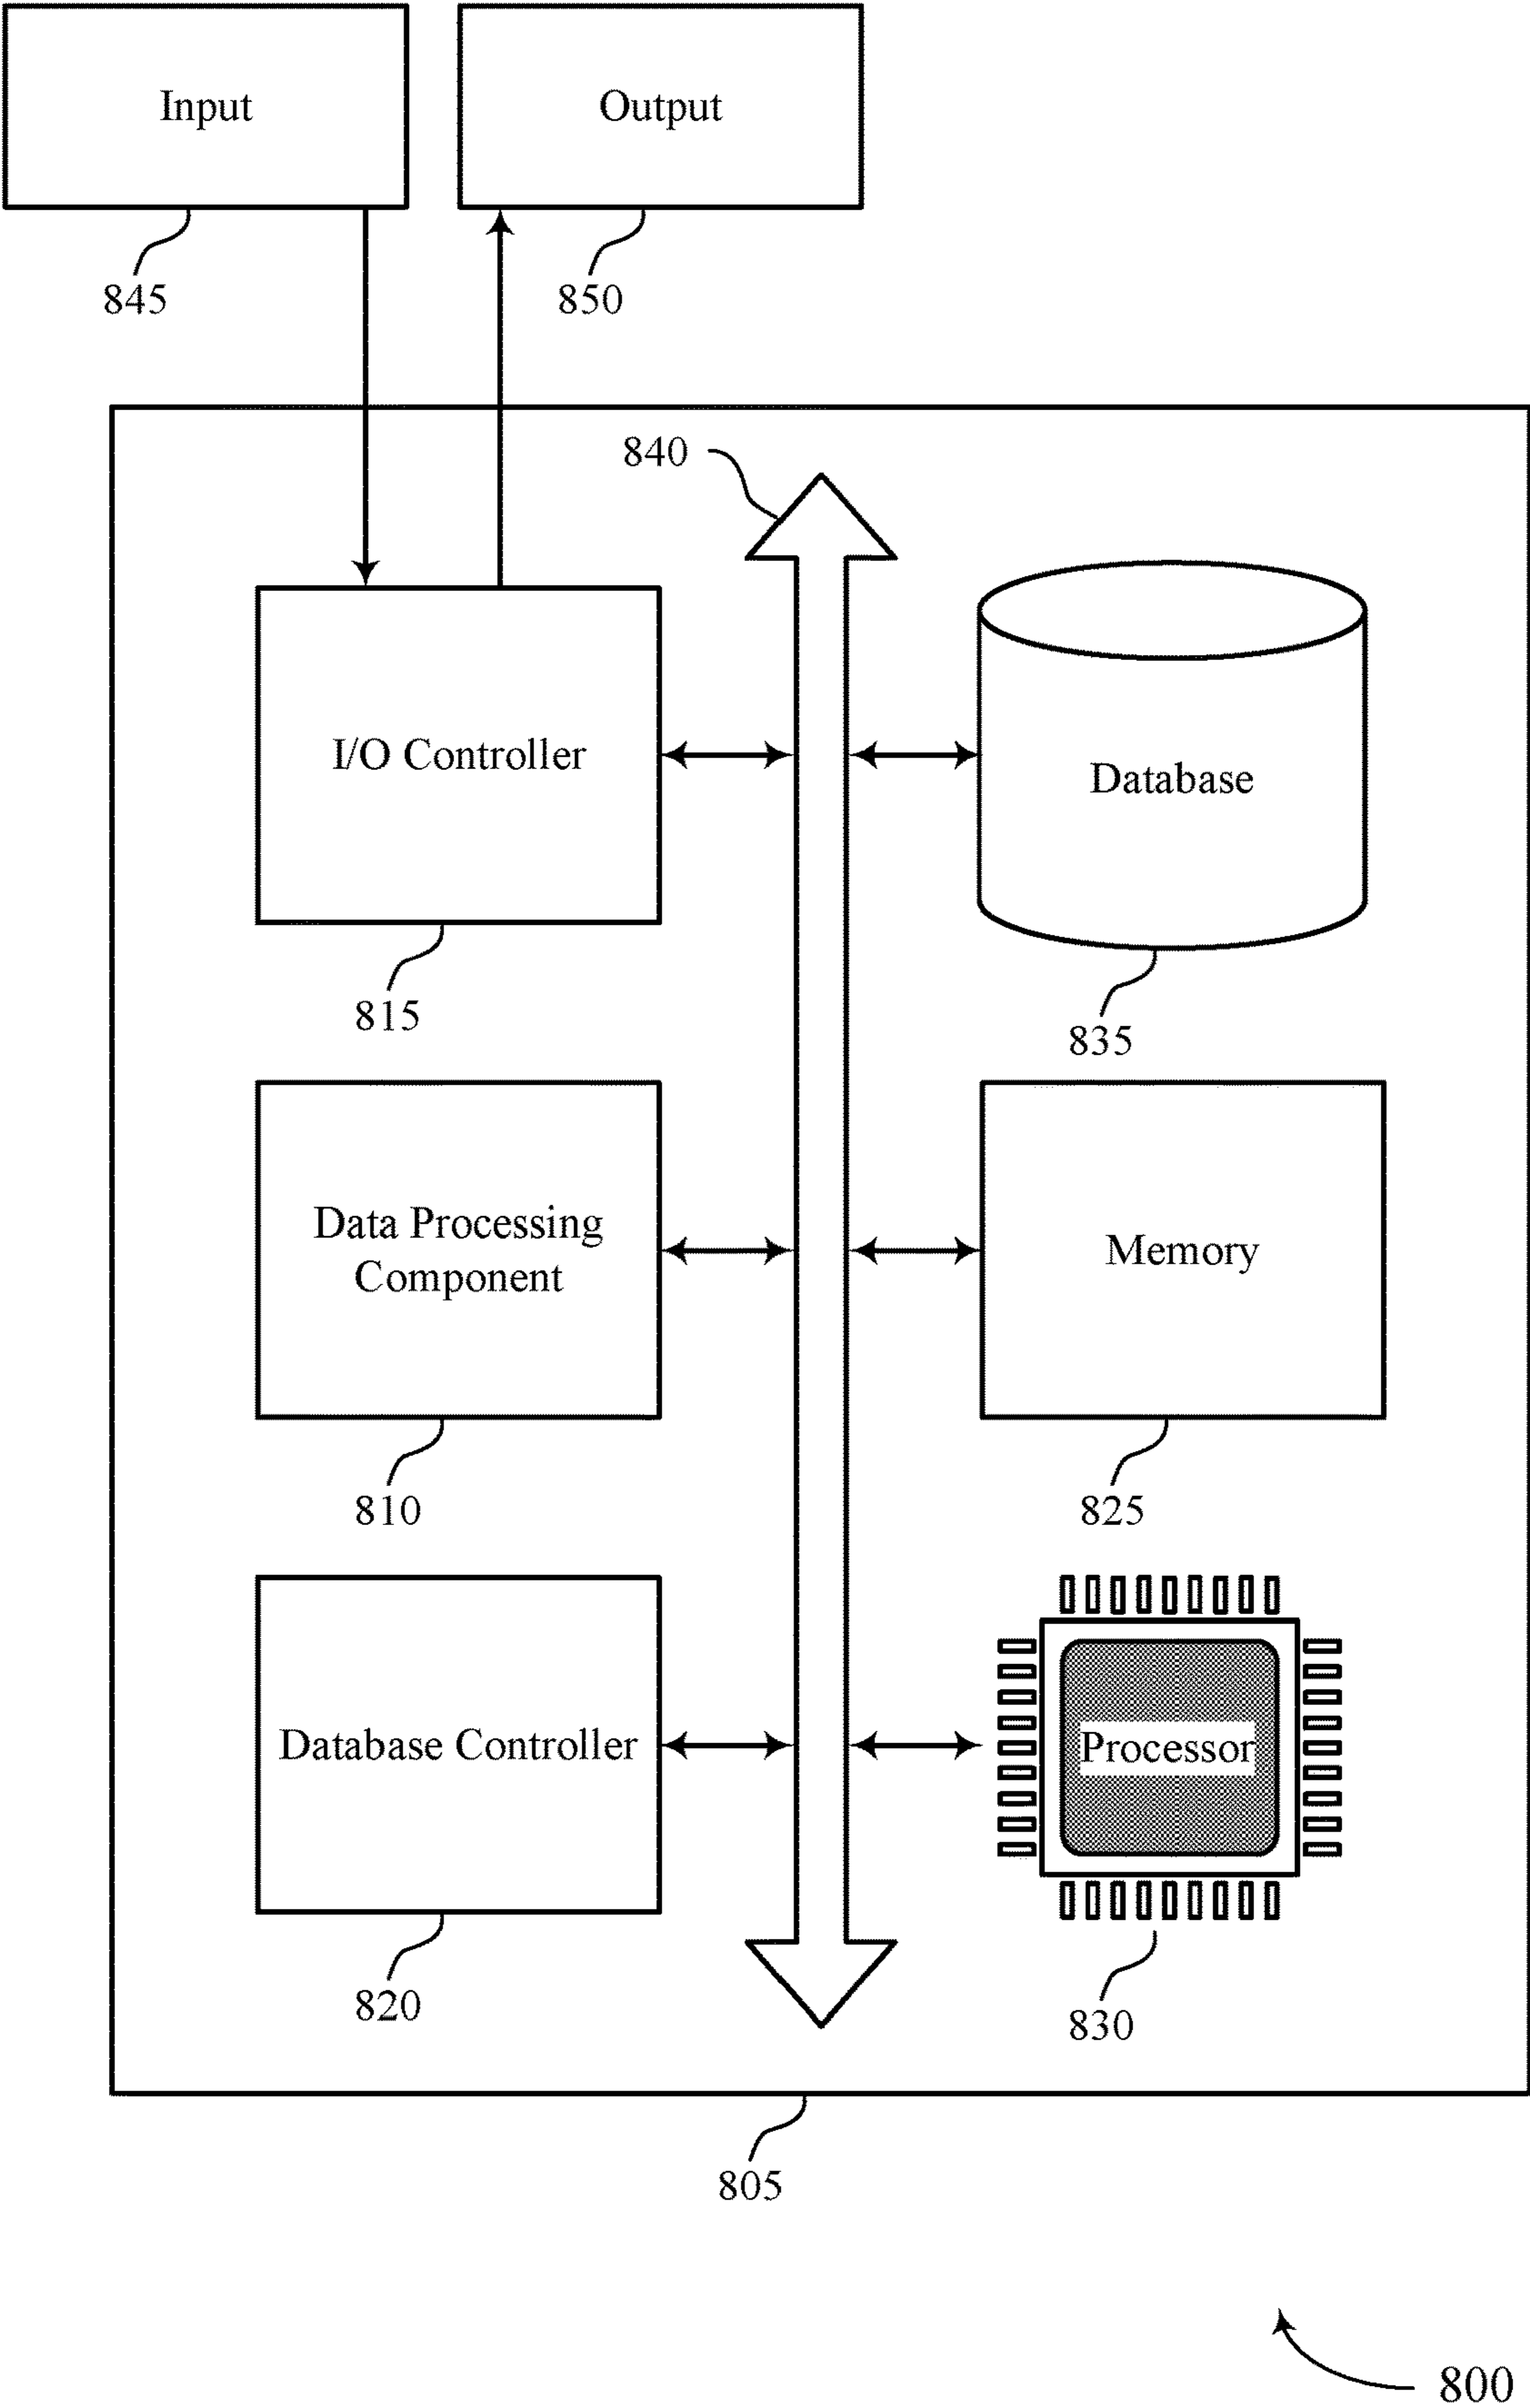 Input
Output
845
850
840
I/O Controller
Database
815
835
Data Processing
Component
Memory
810
825
Database Controller
Processor
820
830
805
800